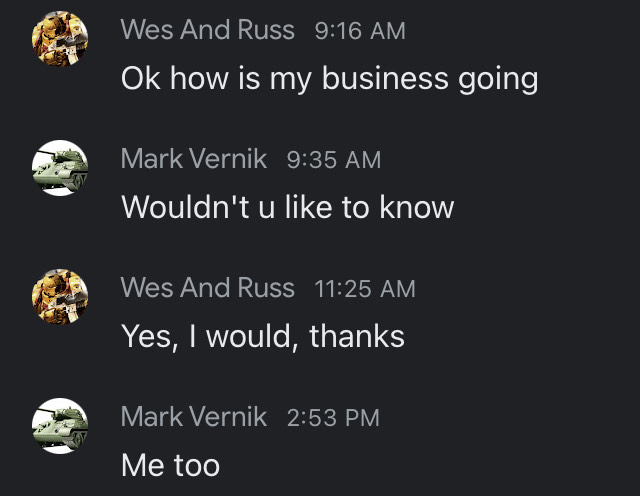 Wes And Russ 9:16 AM
Ok how is my business going
Mark Vernik 9:35 AM
Wouldn't u like to know
Wes And Russ 11:25 AM
Yes, I would, thanks
Mark Vernik 2:53 PM
Me too